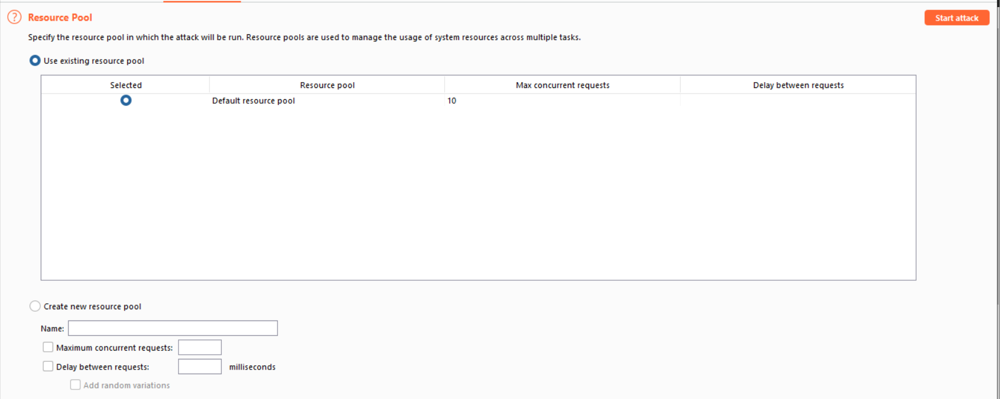 ? Resource Pool
Start attack
Specify the resource pool in which the attack will be run. Resource pools are used to manage the usage of system resources across multiple tasks.
Use existing resource pool
Selected Resource pool Max concurrent requests Delay between requests
Default resource pool 10
Create new resource pool
Name:
Maximum concurrent requests:
Delay between requests: milliseconds
Add random variations